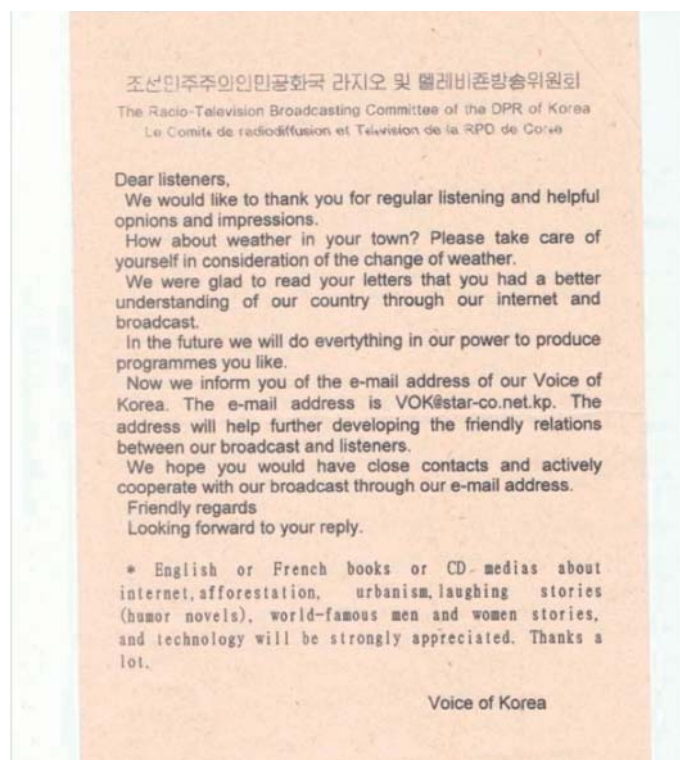 조선민주주의인민공화국 라지오 및 텔레비죤방송위원회
The Radio-Television Broadcasting Committee of the DPR of Korea
Le Comite de radiodiffusion et Télévision de la RPD de Corée
Dear listeners,
We would like to thank you for regular listening and helpful
opnions and impressions.
How about weather in your town? Please take care of
yourself in consideration of the change of weather.
We were glad to read your letters that you had a better
understanding of our country through our internet and
broadcast.
In the future we will do evertything in our power to produce
programmes you like.
Now we inform you of the e-mail address of our Voice of
Korea. The e-mail address is VOK@star-co.net.kp. The
address will help further developing the friendly relations
between our broadcast and listeners.
We hope you would have close contacts and actively
cooperate with our broadcast through our e-mail address.
Friendly regards
Looking forward to your reply.
* English or French books or CD-medias about
internet,afforestation, urbanism,laughing stories
(humor novels), world-famous men and women stories,
and technology will be strongly appreciated. Thanks a
lot.
Voice of Korea